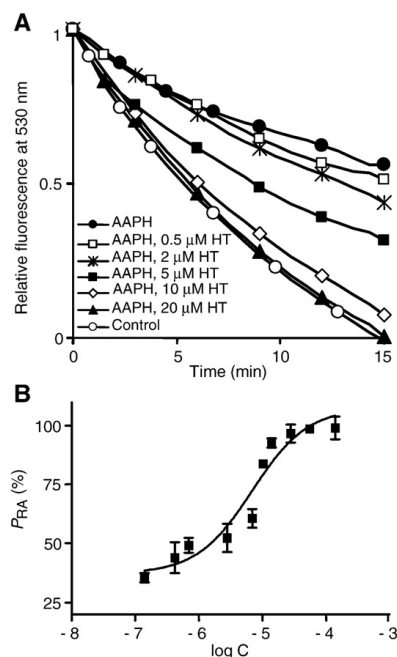 A
Relative fluorescence at 530 nm
1
0.5
0
AAPH
AAPH, 0.5 µM HT
AAPH, 2 µM HT
AAPH, 5 µM HT
AAPH, 10 µM HT
AAPH, 20 µM HT
Control
0 5 10 15
Time (min)
B
PRA (%)
100
75
50
25
-8 -7 -6 -5 -4 -3
log C